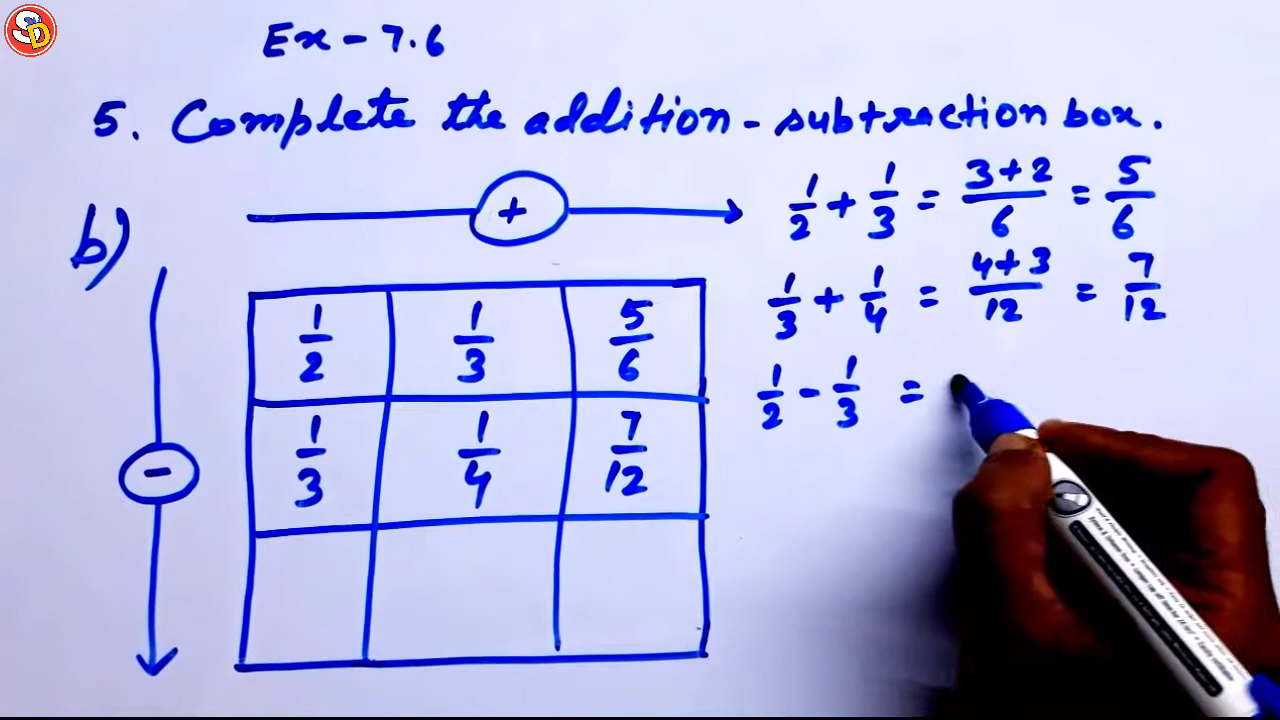 SD
Ex - 7.6
5. Complete the addition - subtraction box.
b)
+
1/2 + 1/3 = 3+2/6 = 5/6
1/3 + 1/4 = 4+3/12 = 7/12
1/2 - 1/3 =
-
1/2 1/3 5/6
1/3 1/4 7/12